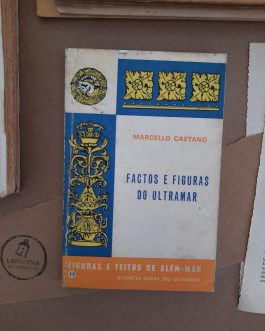 MARCELLO CAETANO
FACTOS E FIGURAS
DO ULTRAMAR
FIGURAS E FEITOS DE ALÉM-MAR
AGÊNCIA GERAL DO ULTRAMAR
LANTERNA